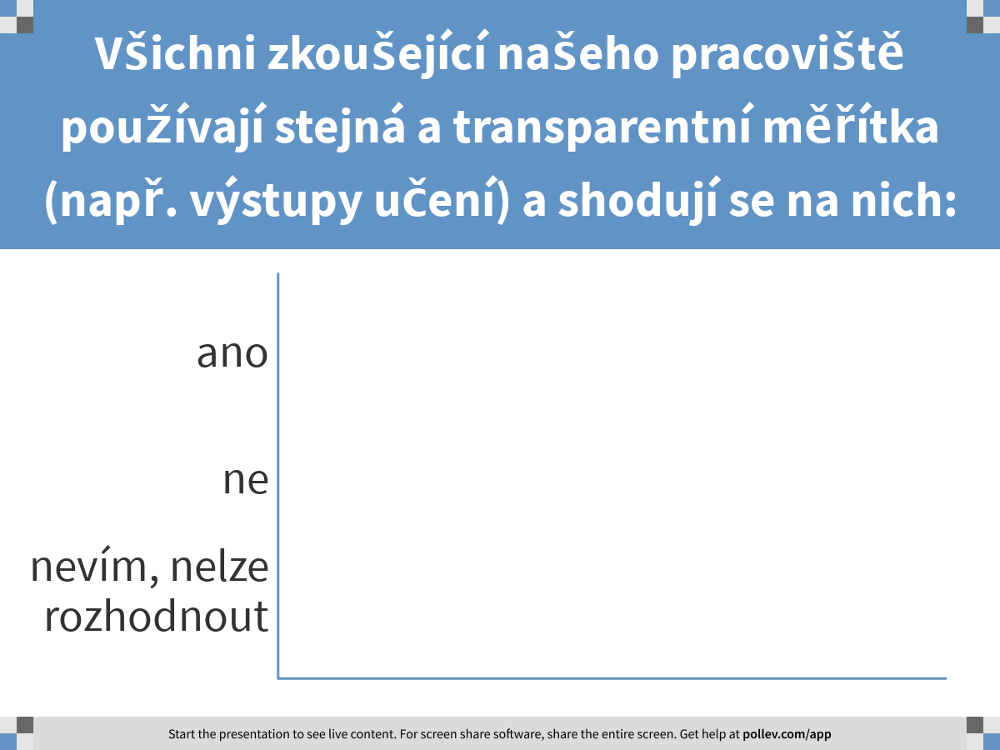 Všichni zkoušející našeho pracoviště
používají stejná a transparentní měřítka
(např. výstupy učení) a shodují se na nich:
ano
ne
nevím, nelze
rozhodnout
Start the presentation to see live content. For screen share software, share the entire screen. Get help at pollev.com/app